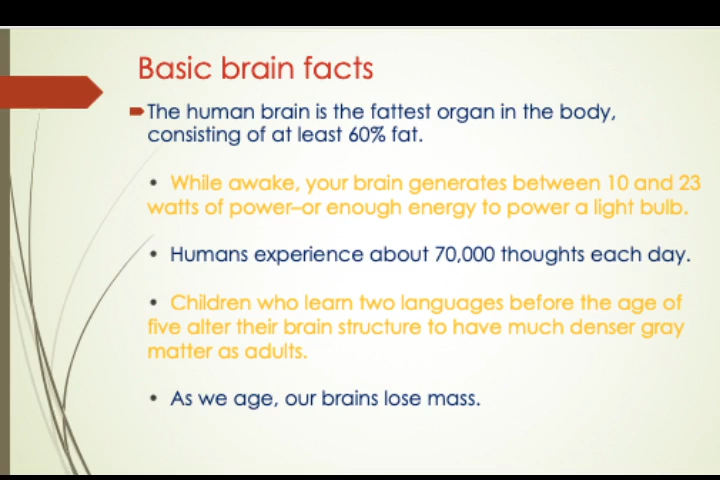 Basic brain facts
The human brain is the fattest organ in the body,
consisting of at least 60% fat.
• While awake, your brain generates between 10 and 23
watts of power–or enough energy to power a light bulb.
• Humans experience about 70,000 thoughts each day.
• Children who learn two languages before the age of
five alter their brain structure to have much denser gray
matter as adults.
• As we age, our brains lose mass.